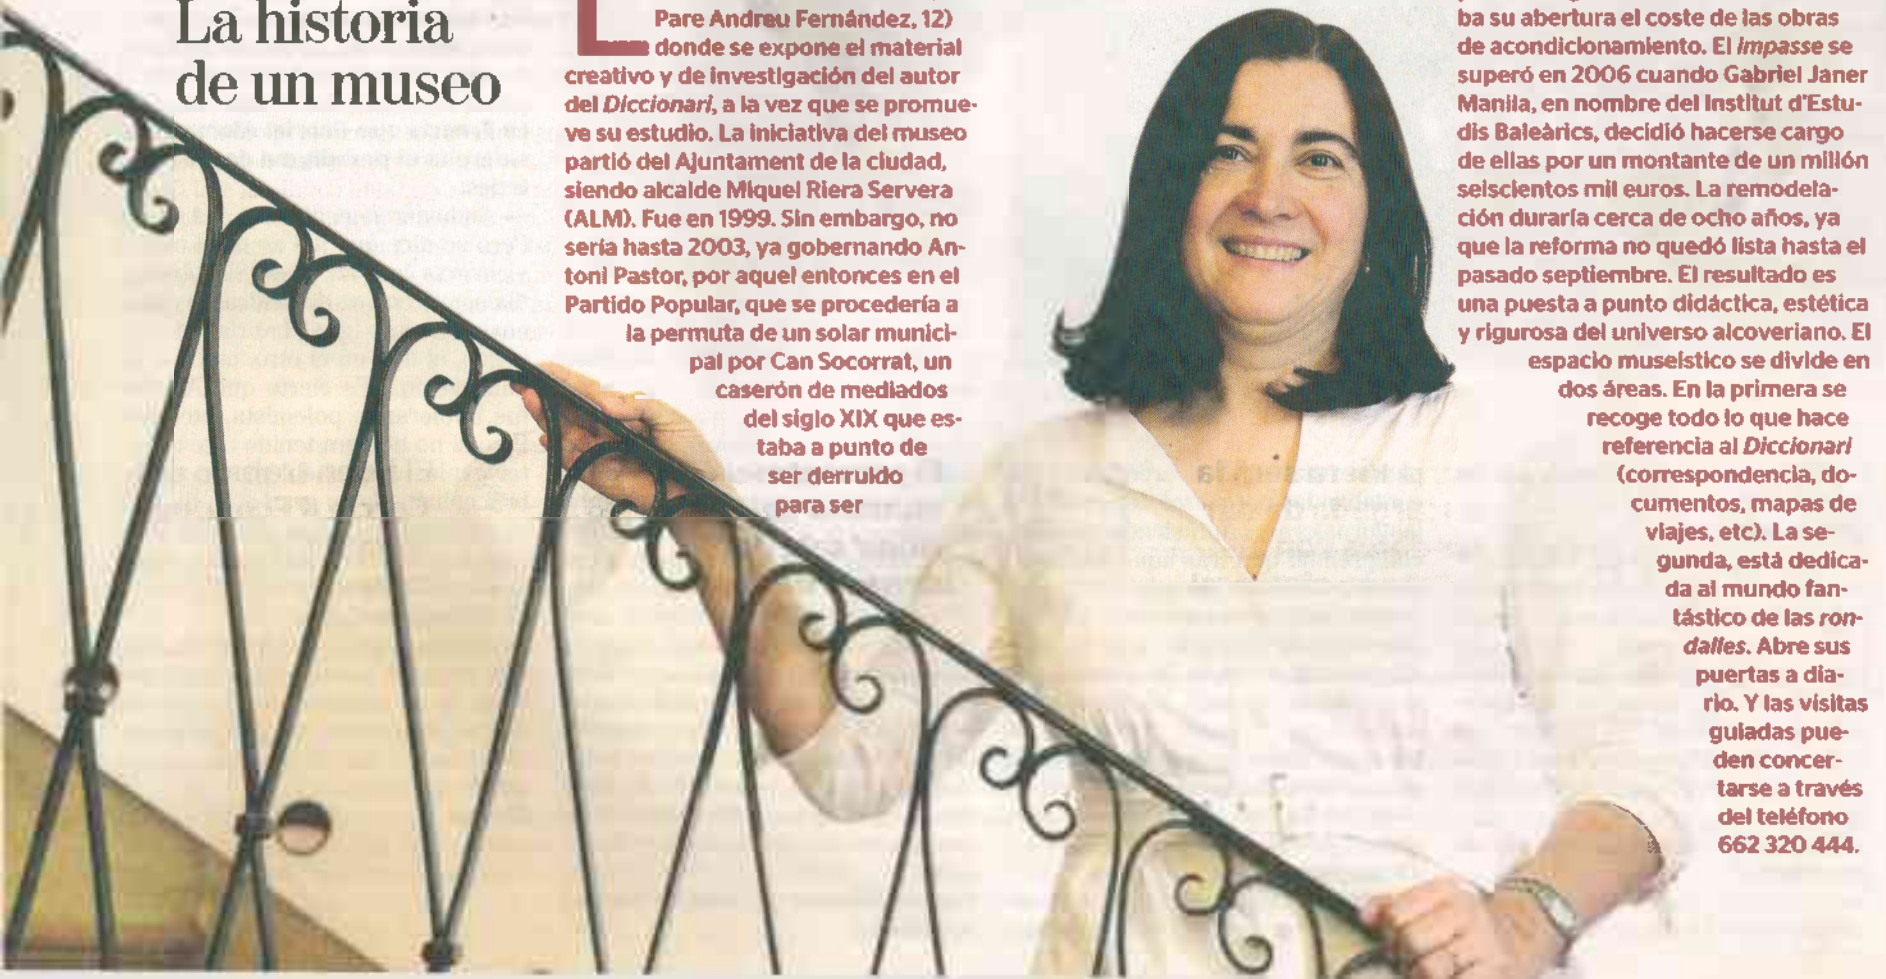 La historia
de un museo
Pare Andreu Fernández, 12)
donde se expone el material
creativo y de investigación del autor
del Diccionari, a la vez que se promue-
ve su estudio. La iniciativa del museo
partió del Ajuntament de la ciudad,
siendo alcalde Miquel Riera Servera
(ALM). Fue en 1999. Sin embargo, no
sería hasta 2003, ya gobernando An-
toni Pastor, por aquel entonces en el
Partido Popular, que se procedería a
la permuta de un solar munici-
pal por Can Socorrat, un
caserón de mediados
del siglo XIX que es-
taba a punto de
ser derruido
para ser
ba su abertura el coste de las obras
de acondicionamiento. El impasse se
superó en 2006 cuando Gabriel Janer
Manila, en nombre del Institut d'Estu-
dis Baleàrics, decidió hacerse cargo
de ellas por un montante de un millón
seiscientos mil euros. La remodela-
ción duraría cerca de ocho años, ya
que la reforma no quedó lista hasta el
pasado septiembre. El resultado es
una puesta a punto didáctica, estética
y rigurosa del universo alcoveriano. El
espacio museístico se divide en
dos áreas. En la primera se
recoge todo lo que hace
referencia al Diccionari
(correspondencia, do-
cumentos, mapas de
viajes, etc). La se-
gunda, está dedica-
da al mundo fan-
tástico de las ron-
dalles. Abre sus
puertas a dia-
rio. Y las visitas
guiadas pue-
den concer-
tarse a través
del teléfono
662 320 444.